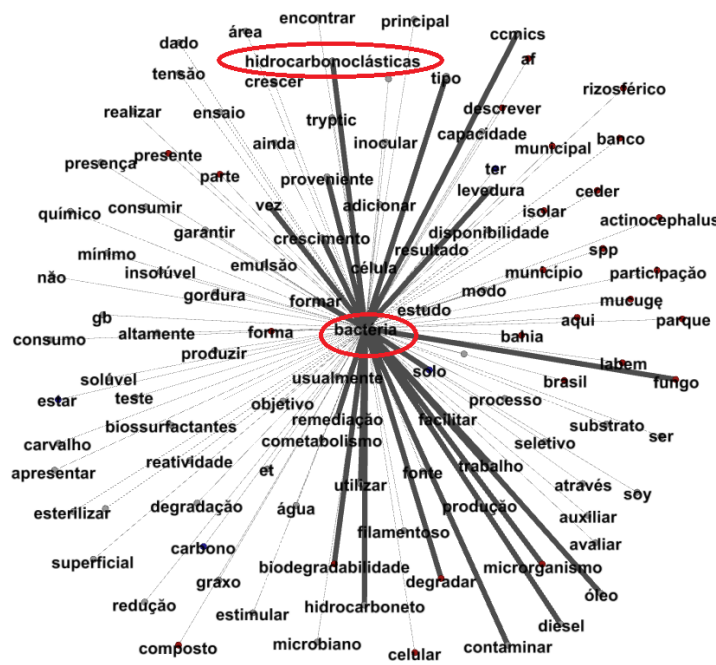 encontrar
principal
área
ccmics
dado
hidrocarbonoclásticas
af
tensão
crescer
tipo
rizosférico
realizar
ensaio
tryptic
descrever
ainda
inocular
capacidade
municipal
banco
presente
presença
parte
proveniente
ter
levedura
ceder
químico
consumir
vez
adicionar
isolar
actinocephalus
garantir
crescimento
disponibilidade
resultado
spp
mínimo
emulsão
célula
não
insolúvel
município
participação
gordura
formar
modo
mucugê
gb
estudo
aqui
parque
consumo
altamente
forma
bactéria
bahia
produzir
labem
solúvel
usualmente
solo
brasil
fungo
estar
teste
objetivo
processo
biossurfactantes
remediação
facilitar
substrato
carvalho
cometabolismo
seletivo
ser
apresentar
reatividade
et
fonte
trabalho
utilizar
através
soy
esterilizar
degradação
água
produção
auxiliar
filamentoso
carbono
avaliar
superficial
biodegradabilidade
microrganismo
graxo
degradar
óleo
redução
estimular
hidrocarboneto
diesel
composto
microbiano
celular
contaminar